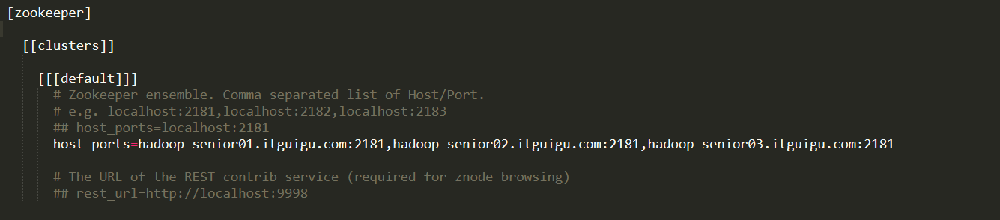 [zookeeper]
[[clusters]]
[[[default]]]
# Zookeeper ensemble. Comma separated list of Host/Port.
# e.g. localhost:2181,localhost:2182,localhost:2183
## host_ports=localhost:2181
host_ports=hadoop-senior01.itguigu.com:2181,hadoop-senior02.itguigu.com:2181,hadoop-senior03.itguigu.com:2181
# The URL of the REST contrib service (required for znode browsing)
## rest_url=http://localhost:9998